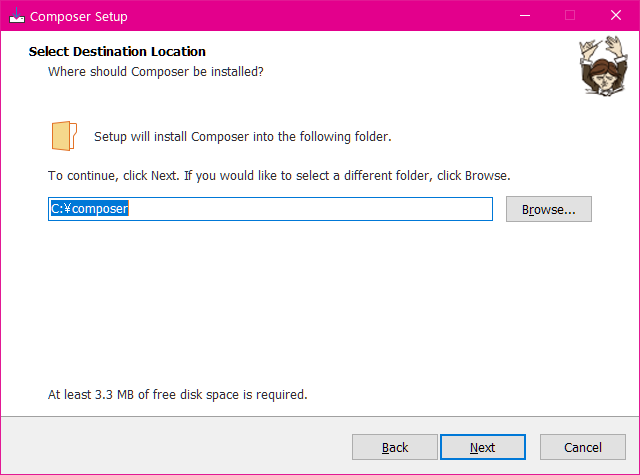 Composer Setup
Select Destination Location
Where should Composer be installed?
Setup will install Composer into the following folder.
To continue, click Next. If you would like to select a different folder, click Browse.
C:¥composer
Browse...
At least 3.3 MB of free disk space is required.
Back
Next
Cancel